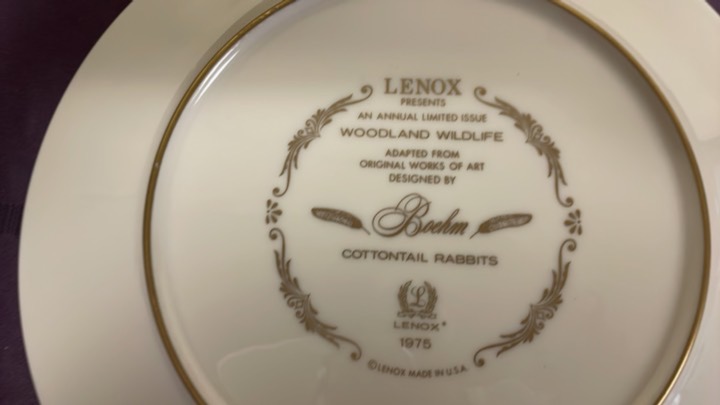 LENOX
PRESENTS
AN ANNUAL LIMITED ISSUE
WOODLAND WILDLIFE
ADAPTED FROM
ORIGINAL WORKS OF ART
DESIGNED BY
Boehm
COTTONTAIL RABBITS
L
LENOX®
1975
© LENOX MADE IN U.S.A.